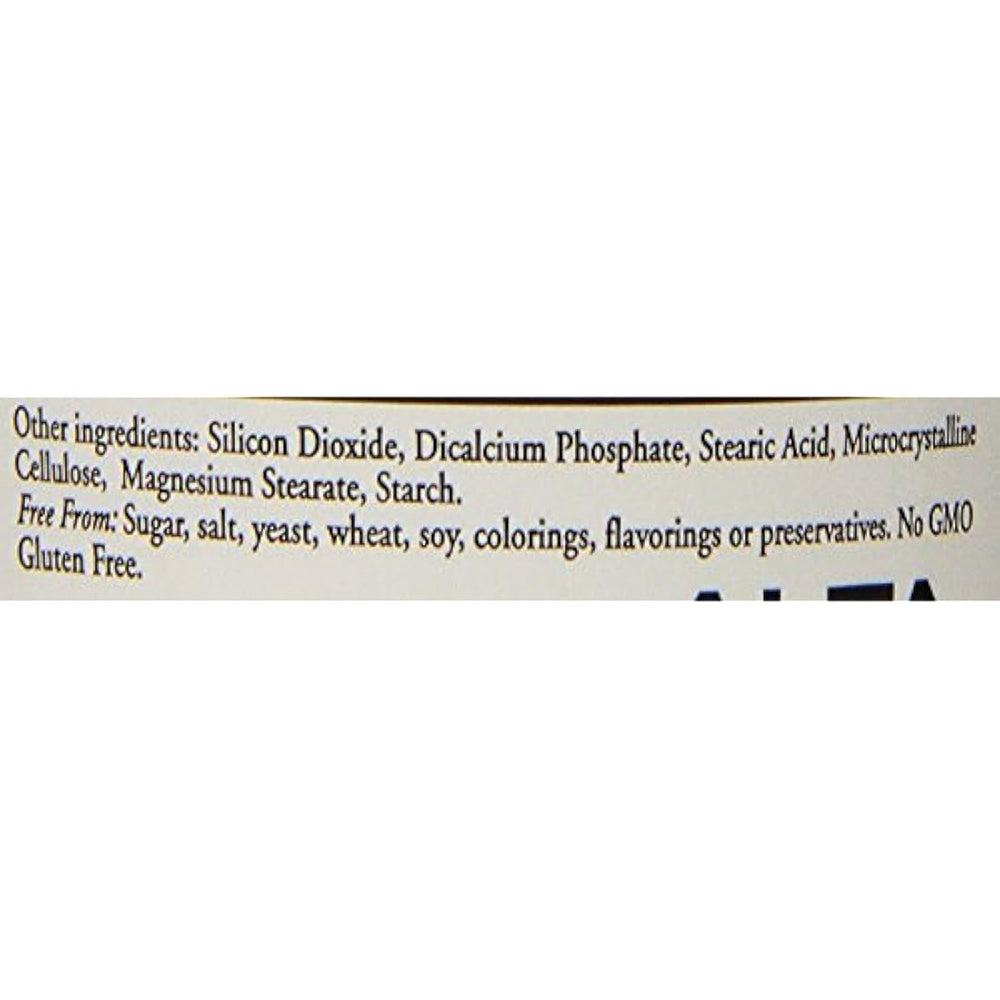 Other ingredients: Silicon Dioxide, Dicalcium Phosphate, Stearic Acid, Microcrystalline
Cellulose, Magnesium Stearate, Starch.
Free From: Sugar, salt, yeast, wheat, soy, colorings, flavorings or preservatives. No GMO
Gluten Free.